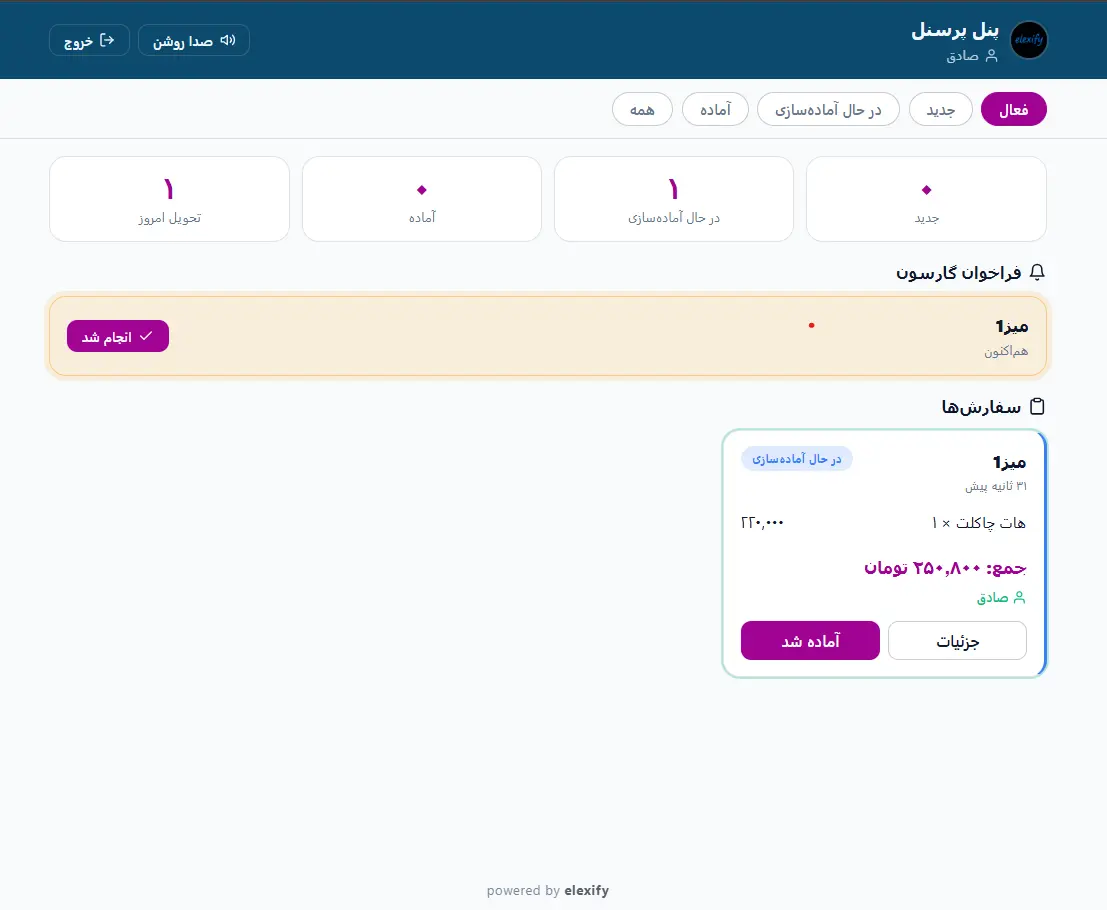 elexify
پنل پرسنل
صادق
صدا روشن
خروج
فعال
جدید
در حال آماده‌سازی
آماده
همه
۰
جدید
۱
در حال آماده‌سازی
۰
آماده
۱
تحویل امروز
فراخوان گارسون
میز1
هم‌اکنون
انجام شد
سفارش‌ها
میز1
در حال آماده‌سازی
۳۱ ثانیه پیش
هات چاکلت × ۱
۲۲۰,۰۰۰
جمع: ۲۵۰,۸۰۰ تومان
صادق
جزئیات
آماده شد
powered by elexify